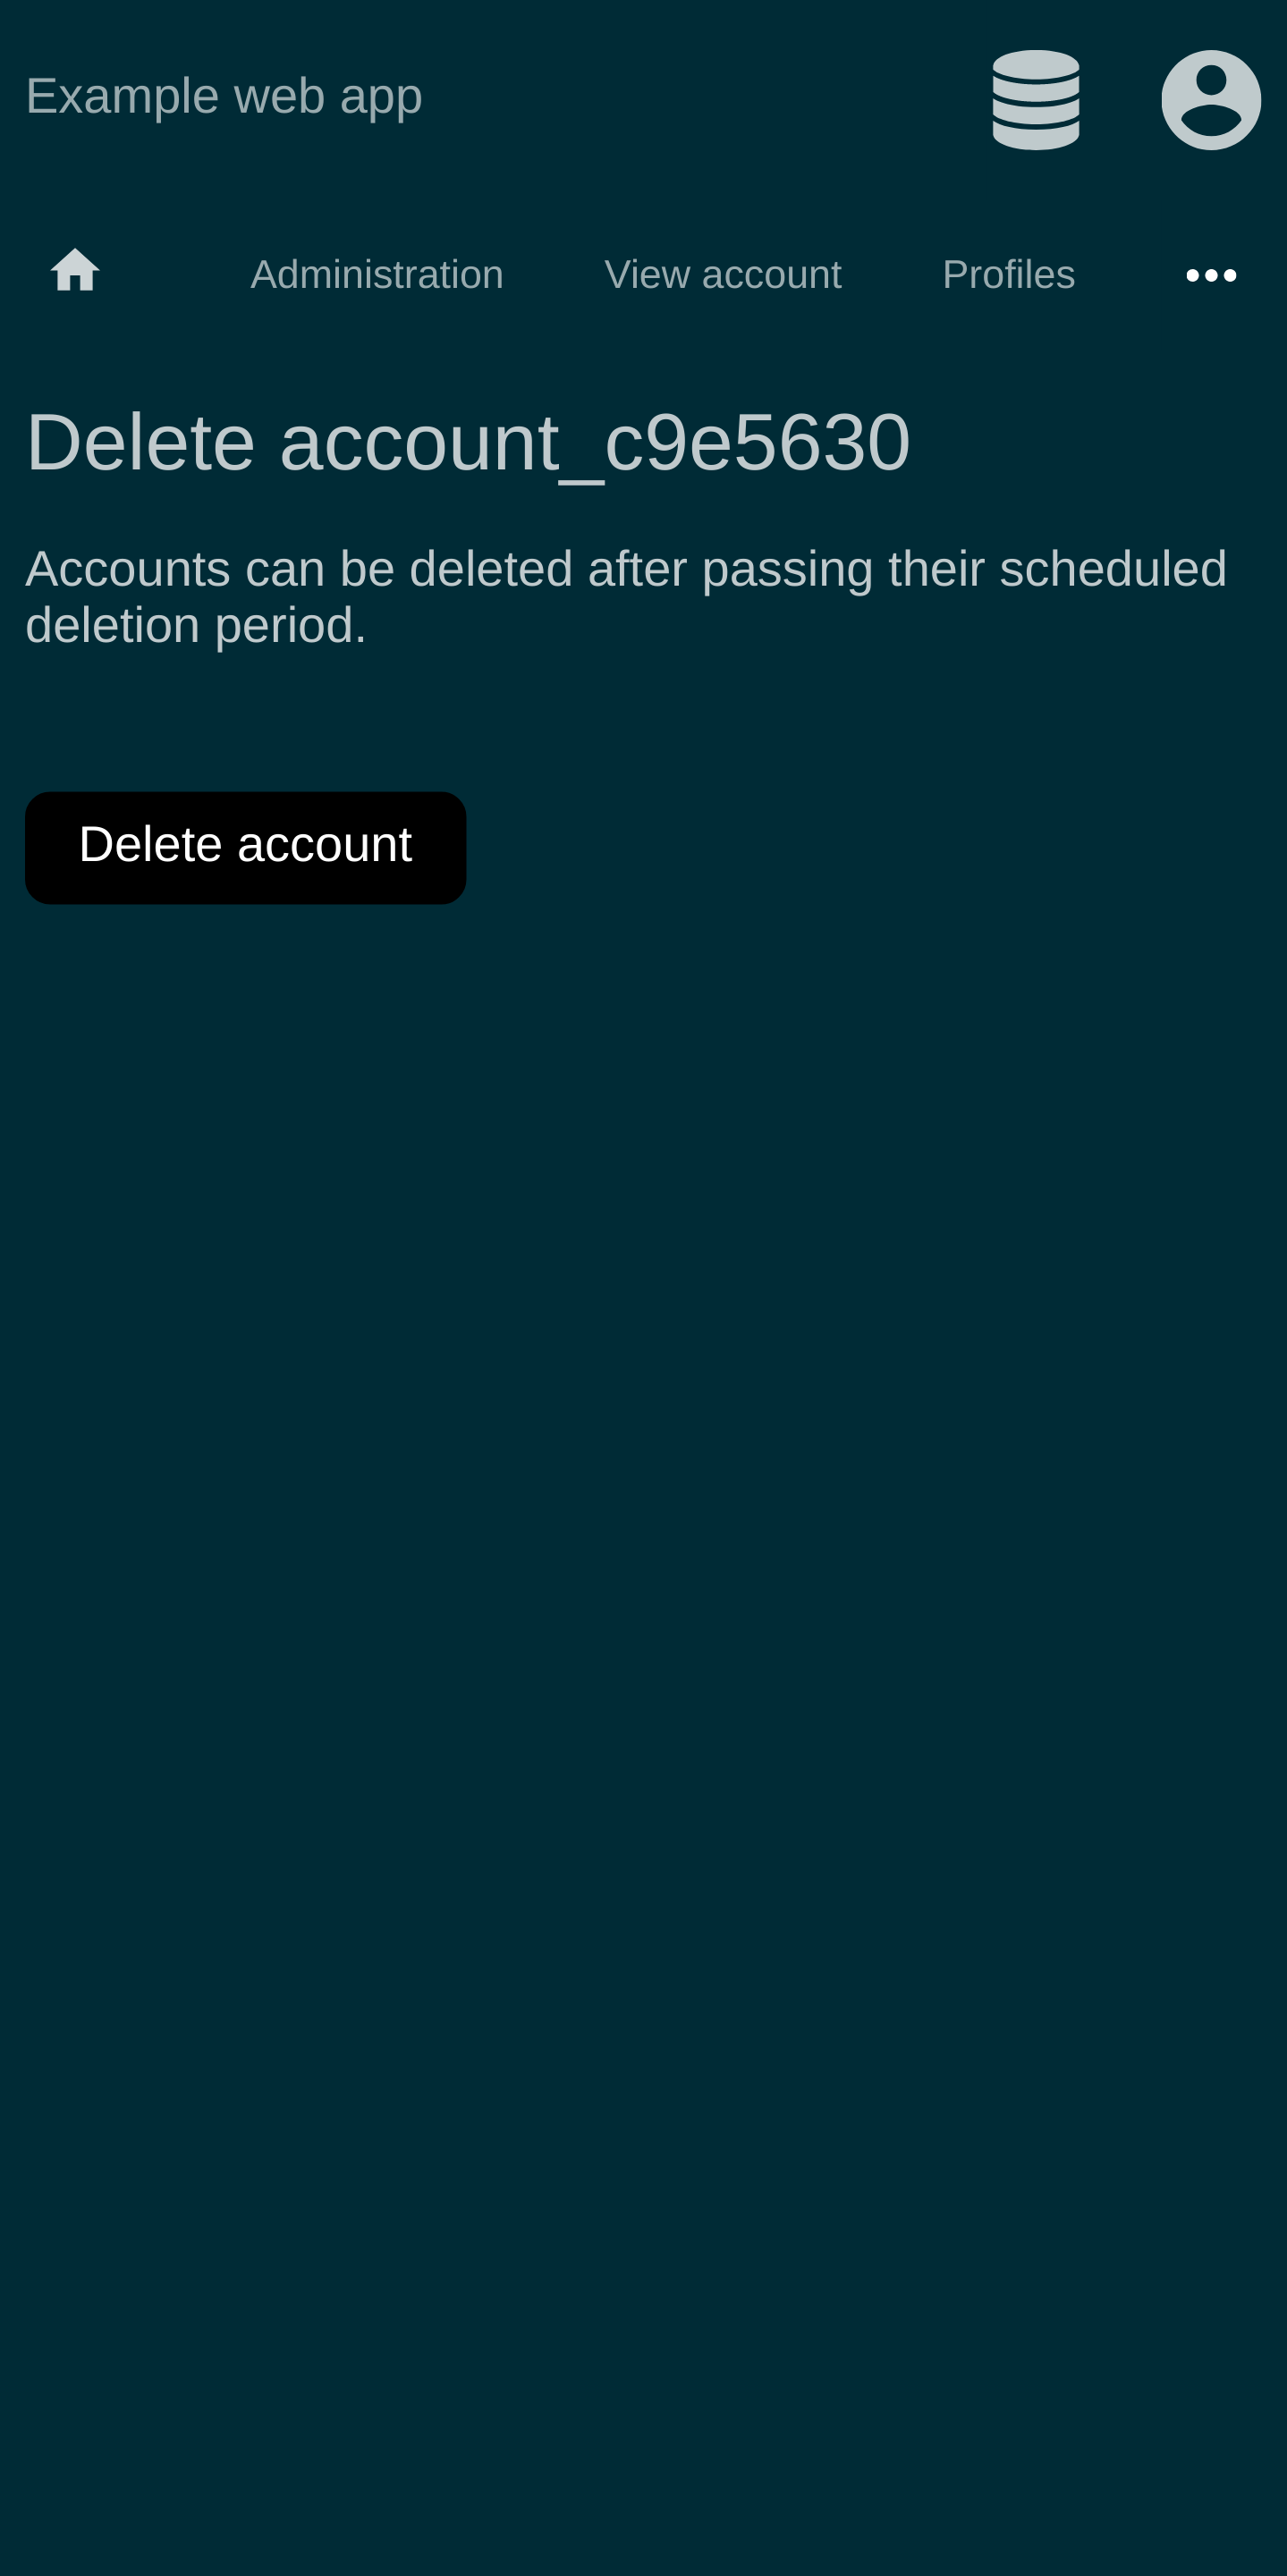 Example web app
Administration View account Profiles
Delete account_c9e5630
Accounts can be deleted after passing their scheduled
deletion period.
Delete account